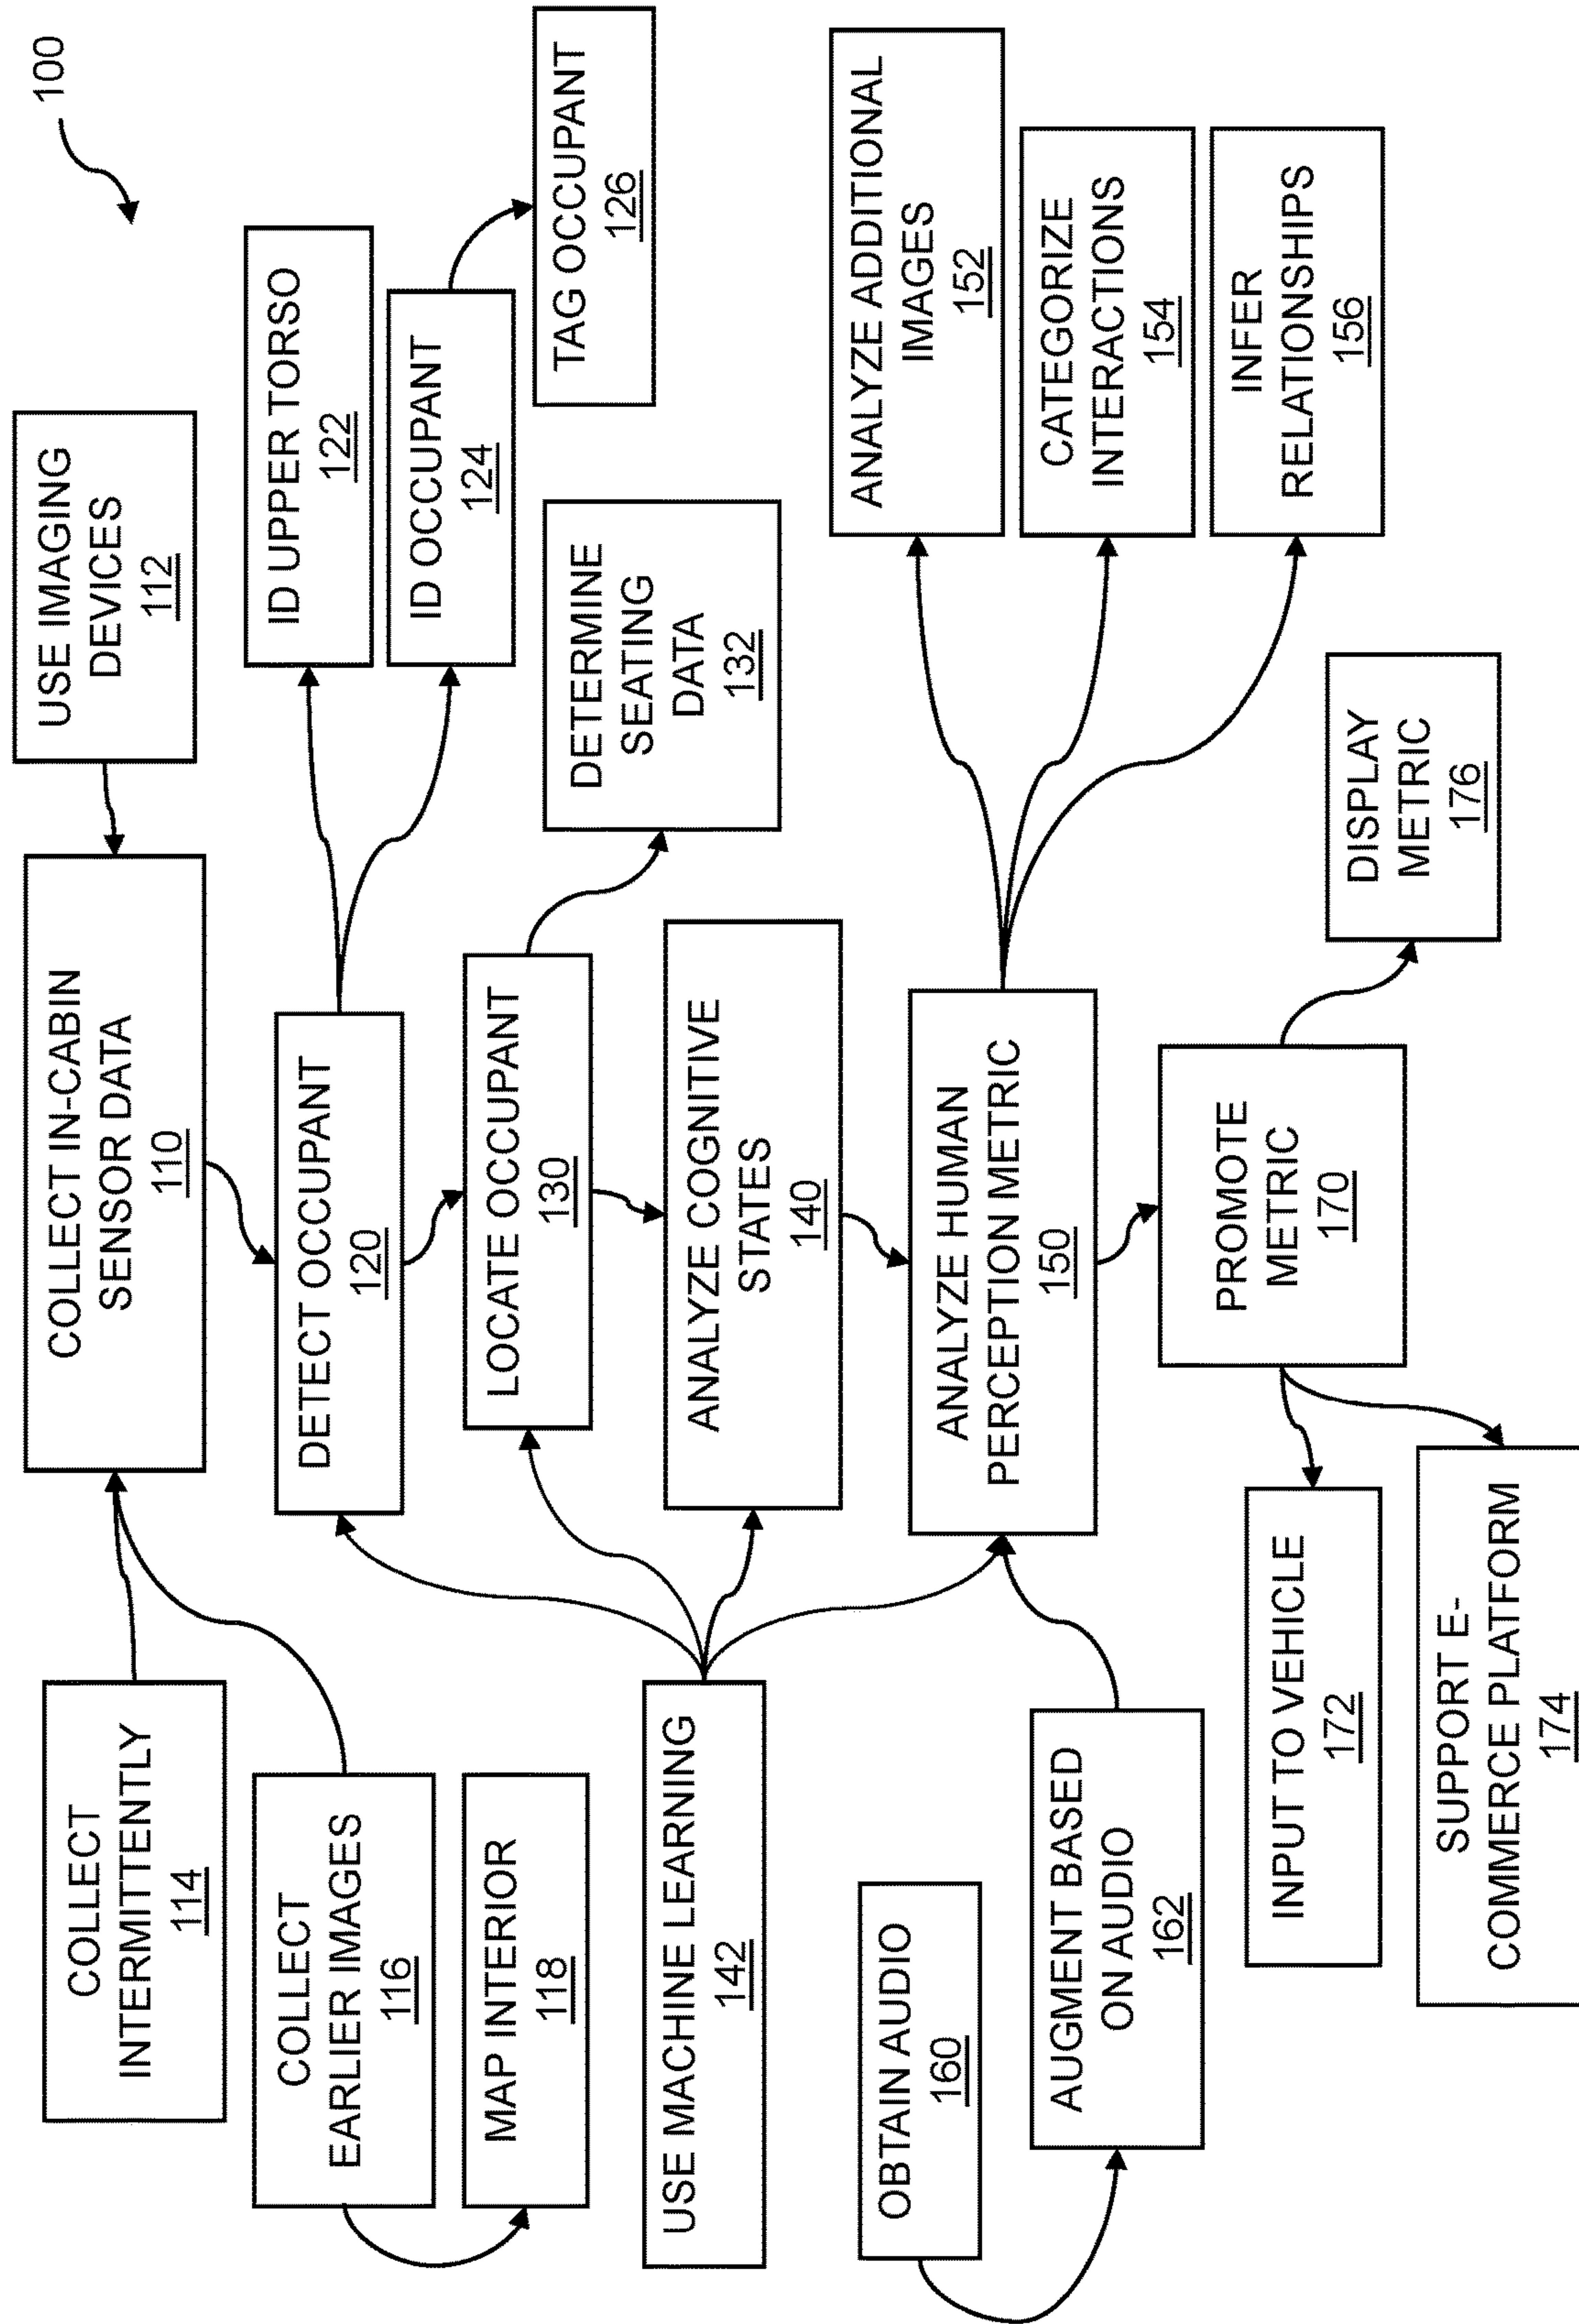 100
USE IMAGING
DEVICES
112
COLLECT IN-CABIN
SENSOR DATA
110
COLLECT
INTERMITTENTLY
114
COLLECT
EARLIER IMAGES
116
MAP INTERIOR
118
DETECT OCCUPANT
120
ID UPPER TORSO
122
ID OCCUPANT
124
TAG OCCUPANT
126
LOCATE OCCUPANT
130
DETERMINE
SEATING
DATA
132
USE MACHINE LEARNING
142
ANALYZE COGNITIVE
STATES
140
ANALYZE HUMAN
PERCEPTION METRIC
150
ANALYZE ADDITIONAL
IMAGES
152
CATEGORIZE
INTERACTIONS
154
INFER
RELATIONSHIPS
156
OBTAIN AUDIO
160
AUGMENT BASED
ON AUDIO
162
PROMOTE
METRIC
170
DISPLAY
METRIC
176
INPUT TO VEHICLE
172
SUPPORT E-
COMMERCE PLATFORM
174